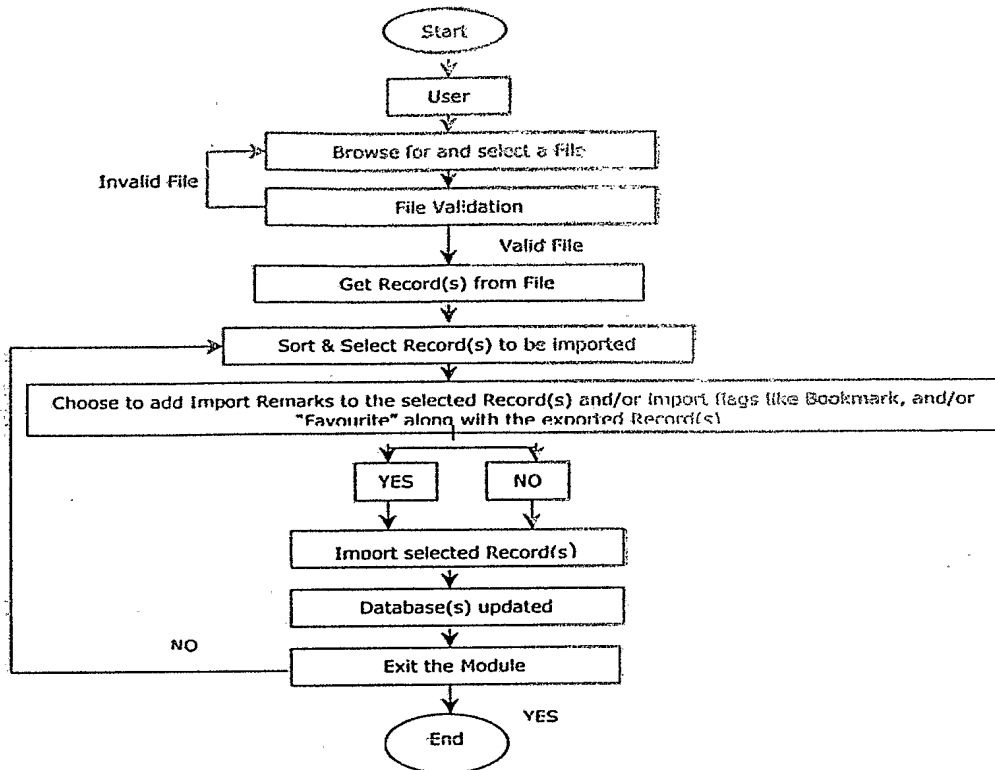 Start
User
Browse for and select a File
Invalid File
File Validation
Valid File
Get Record(s) from File
Sort & Select Record(s) to be imported
Choose to add Import Remarks to the selected Record(s) and/or Import flags like Bookmark, and/or
"Favourite" along with the exported Record(s)
YES
NO
Import selected Record(s)
Database(s) updated
NO
Exit the Module
YES
End